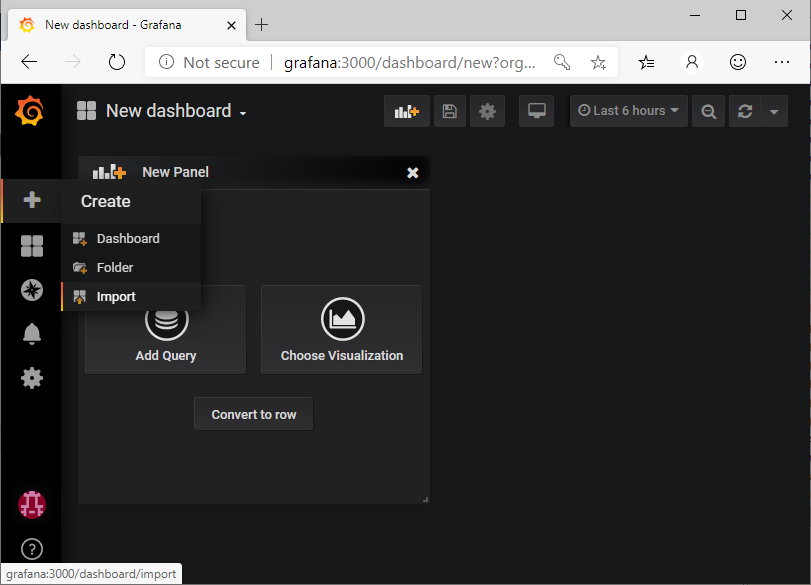 New dashboard - Grafana
Not secure
grafana:3000/dashboard/new?org...
New dashboard
Last 6 hours
New Panel
Create
Dashboard
Folder
Import
Add Query
Choose Visualization
Convert to row
?
grafana:3000/dashboard/import